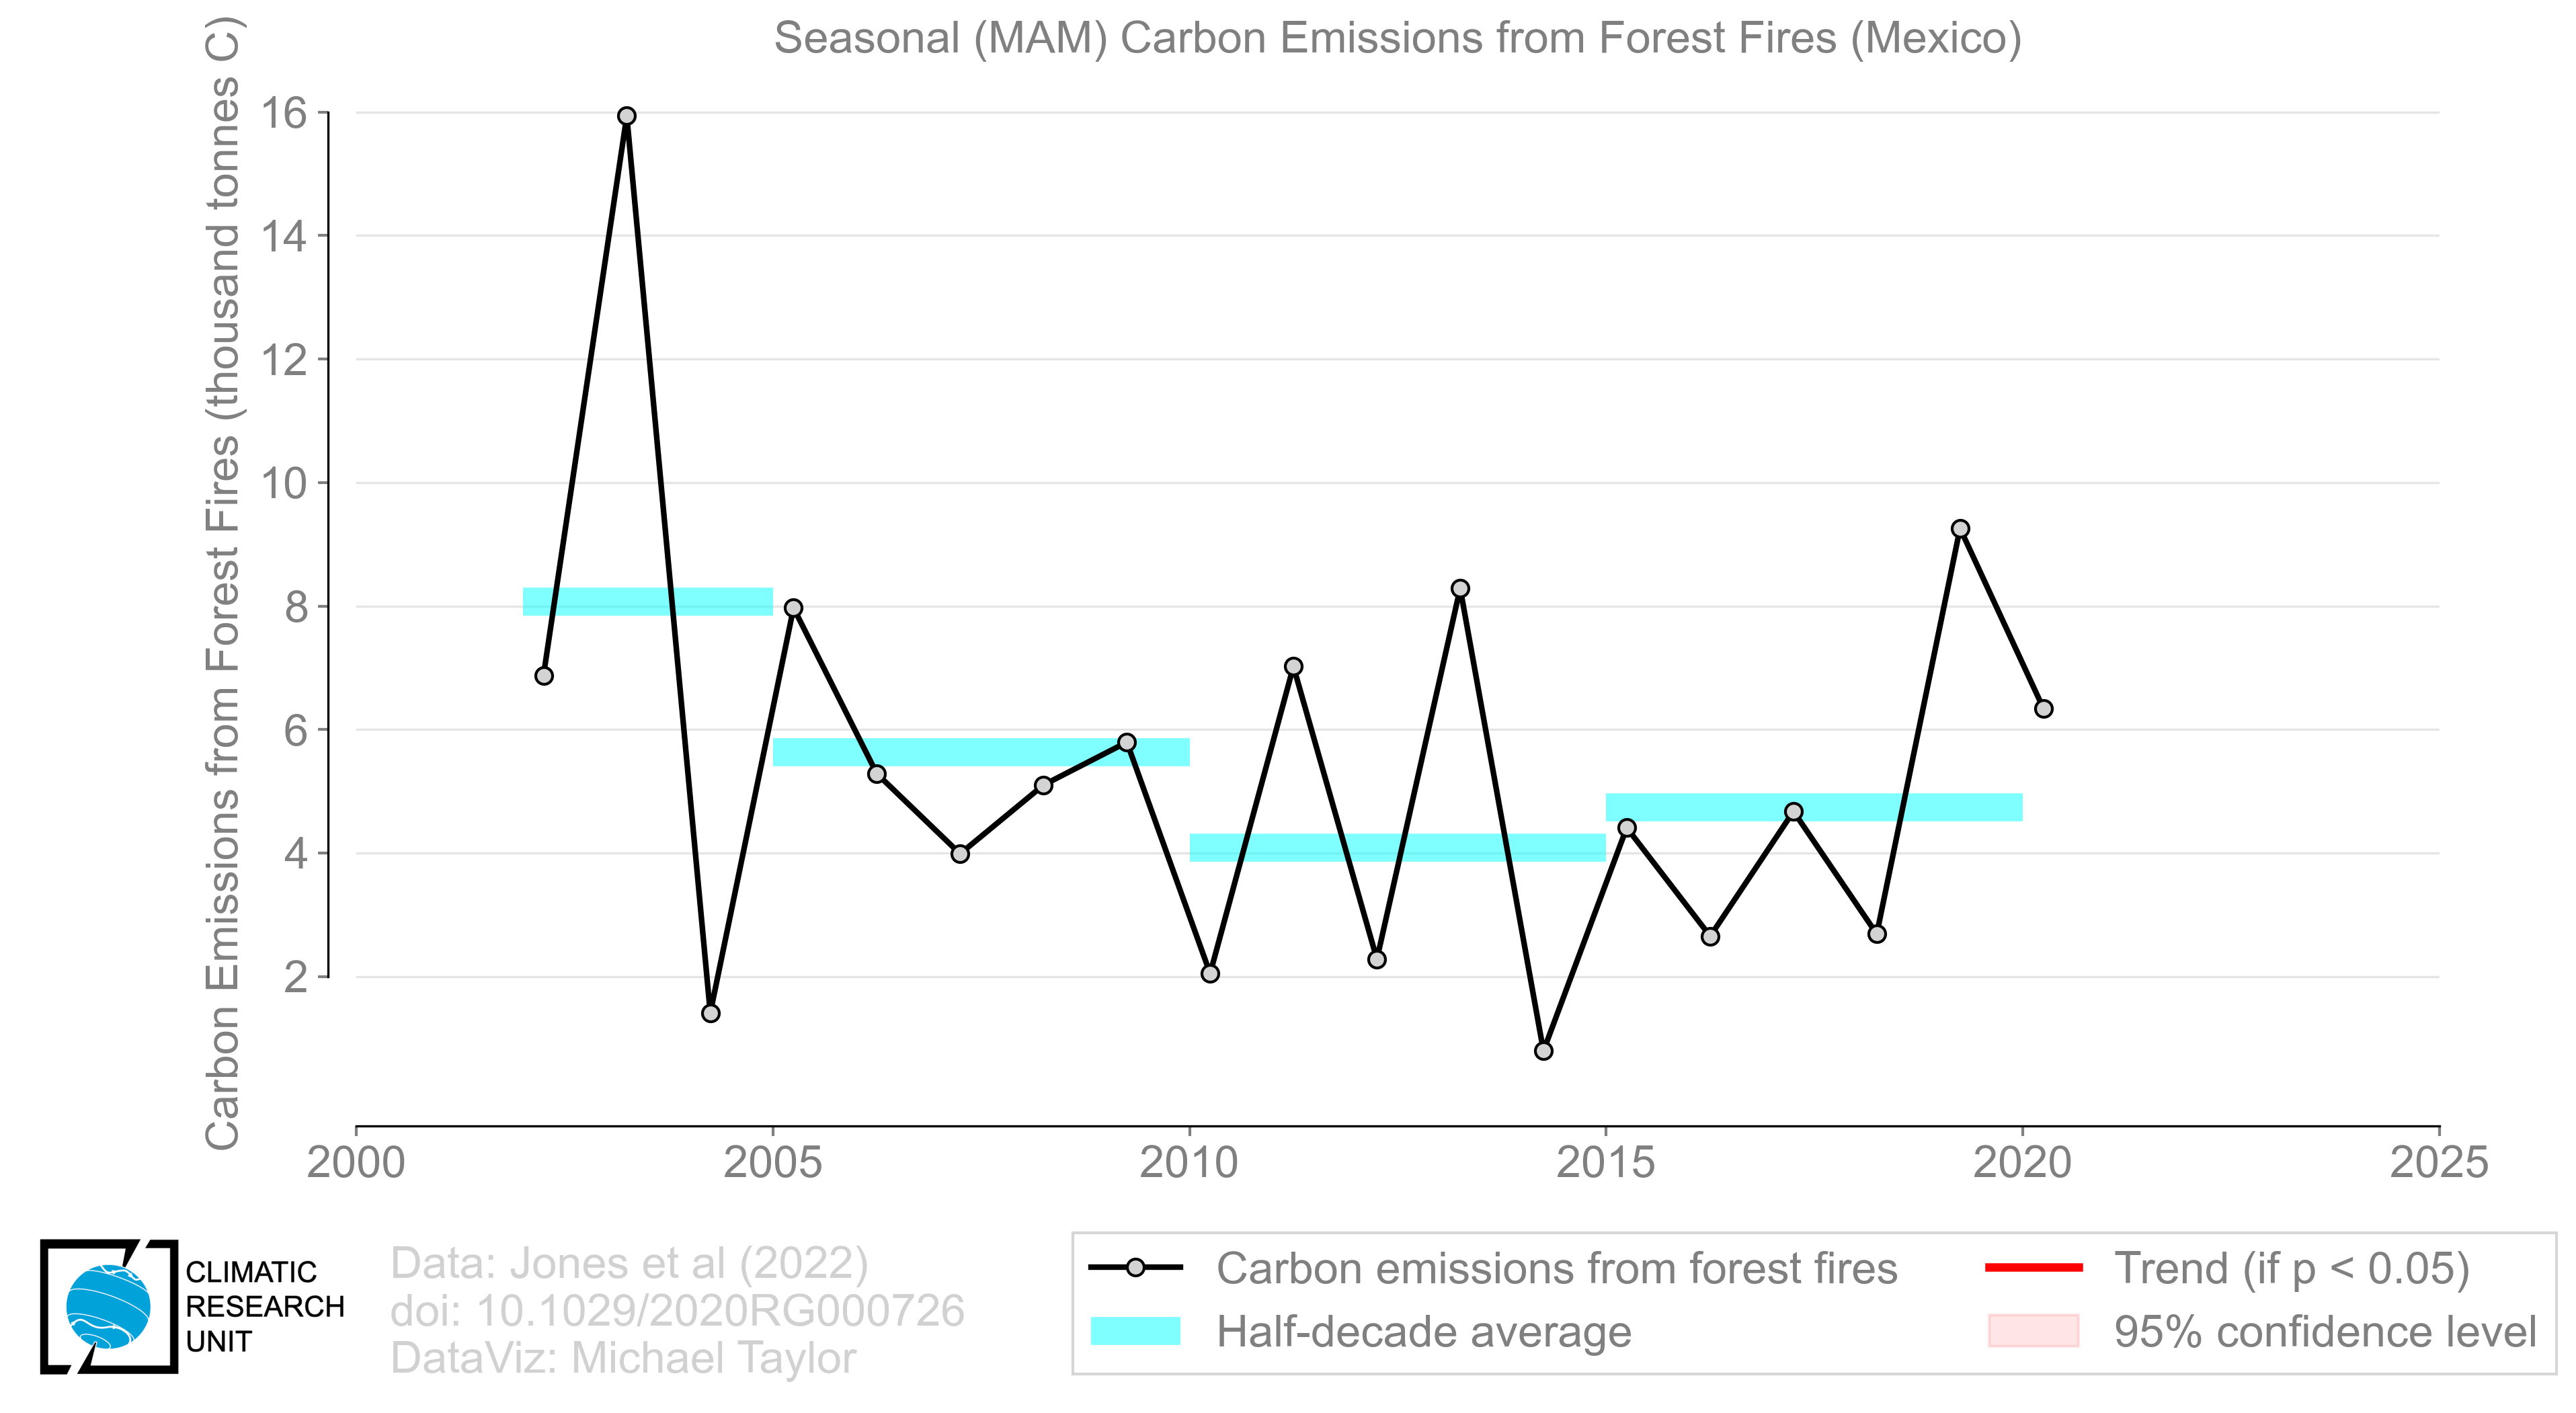 Seasonal (MAM) Carbon Emissions from Forest Fires (Mexico)
Carbon Emissions from Forest Fires (thousand tonnes C)
16
14
12
10
8
6
4
2
2000 2005 2010 2015 2020 2025
CLIMATIC
RESEARCH
UNIT
Data: Jones et al (2022)
doi: 10.1029/2020RG000726
DataViz: Michael Taylor
Carbon emissions from forest fires
Half-decade average
Trend (if p < 0.05)
95% confidence level